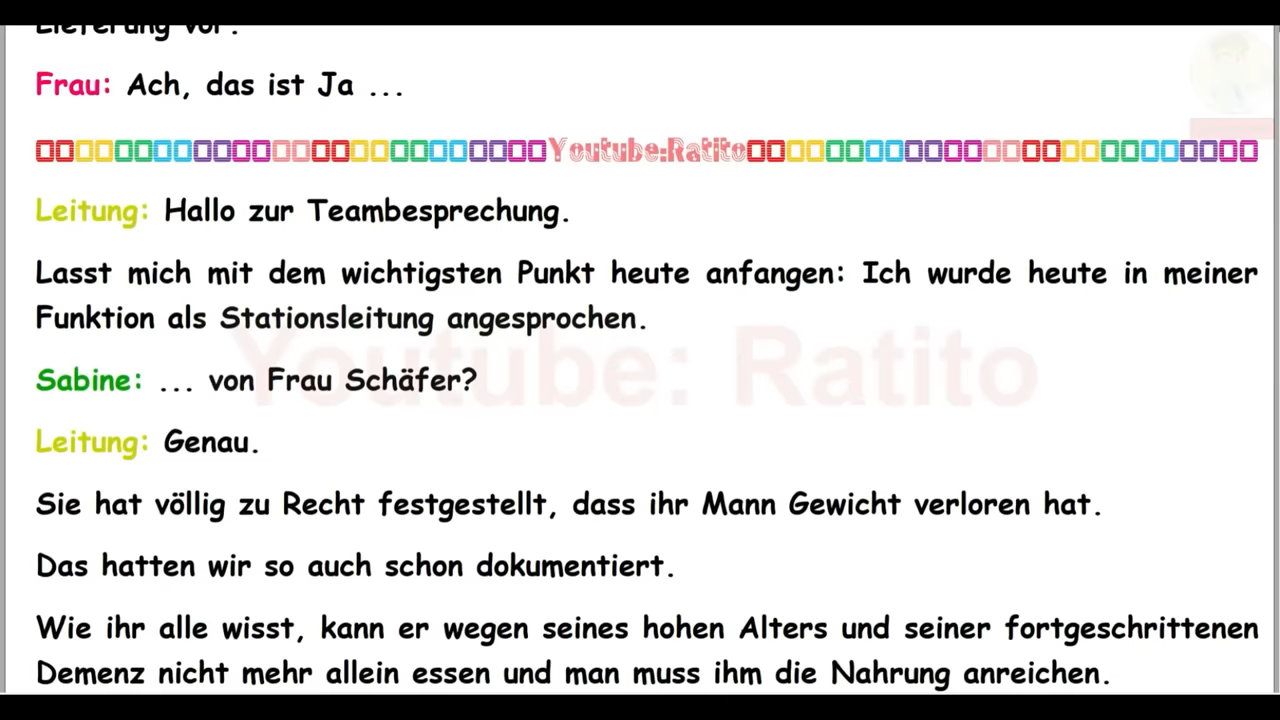 Lieferung vor.
Frau: Ach, das ist Ja ...
Youtube:Ratito
Leitung: Hallo zur Teambesprechung.
Lasst mich mit dem wichtigsten Punkt heute anfangen: Ich wurde heute in meiner
Funktion als Stationsleitung angesprochen.
Youtube: Ratito
Sabine: ... von Frau Schäfer?
Leitung: Genau.
Sie hat völlig zu Recht festgestellt, dass ihr Mann Gewicht verloren hat.
Das hatten wir so auch schon dokumentiert.
Wie ihr alle wisst, kann er wegen seines hohen Alters und seiner fortgeschrittenen
Demenz nicht mehr allein essen und man muss ihm die Nahrung anreichen.